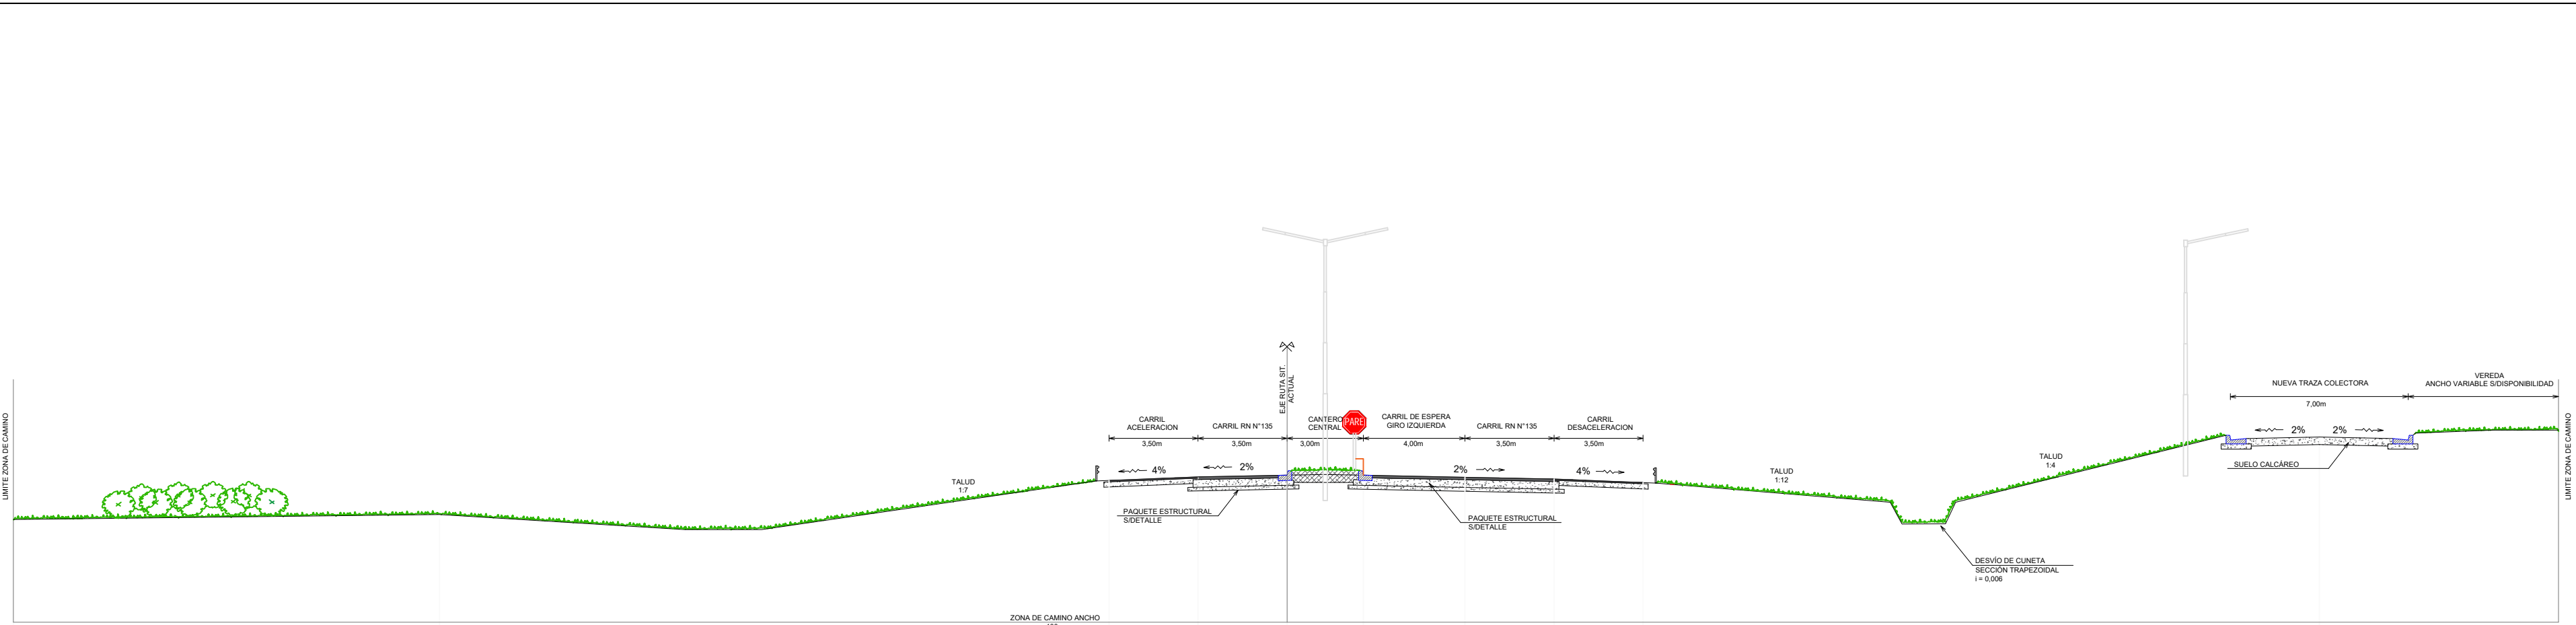 LIMITE ZONA DE CAMINO
TALUD
1:7
CARRIL
ACELERACION
3,50m
4%
CARRIL RN N°135
3,50m
2%
PAQUETE ESTRUCTURAL
S/DETALLE
EJE RUTA SIT.
ACTUAL
CANTERO
CENTRAL
3,00m
PARE
CARRIL DE ESPERA
GIRO IZQUIERDA
4,00m
2%
CARRIL RN N°135
3,50m
PAQUETE ESTRUCTURAL
S/DETALLE
CARRIL
DESACELERACION
3,50m
4%
TALUD
1:12
DESVÍO DE CUNETA
SECCIÓN TRAPEZOIDAL
i = 0,006
TALUD
1:4
NUEVA TRAZA COLECTORA
7,00m
2%
2%
SUELO CALCÁREO
VEREDA
ANCHO VARIABLE S/DISPONIBILIDAD
LIMITE ZONA DE CAMINO
ZONA DE CAMINO ANCHO